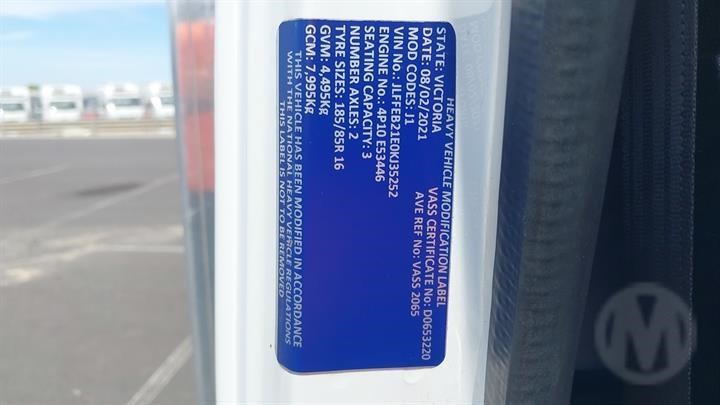 HEAVY VEHICLE MODIFICATION LABEL
STATE: VICTORIA VASS CERTIFICATE No: D0653220
DATE: 08/02/2021 AVE REF No: VASS 2065
MOD CODES: J1
VIN No: JLFFEB21E0KJ35252
ENGINE No.: 4P10 E53446
SEATING CAPACITY: 3
NUMBER AXLES: 2
TYRE SIZES: 185/85R 16
GVM: 4,495Kg
GCM: 7,995Kg
THIS VEHICLE HAS BEEN MODIFIED IN ACCORDANCE
WITH THE NATIONAL HEAVY VEHICLE REGULATIONS
THIS LABEL IS NOT TO BE REMOVED
M